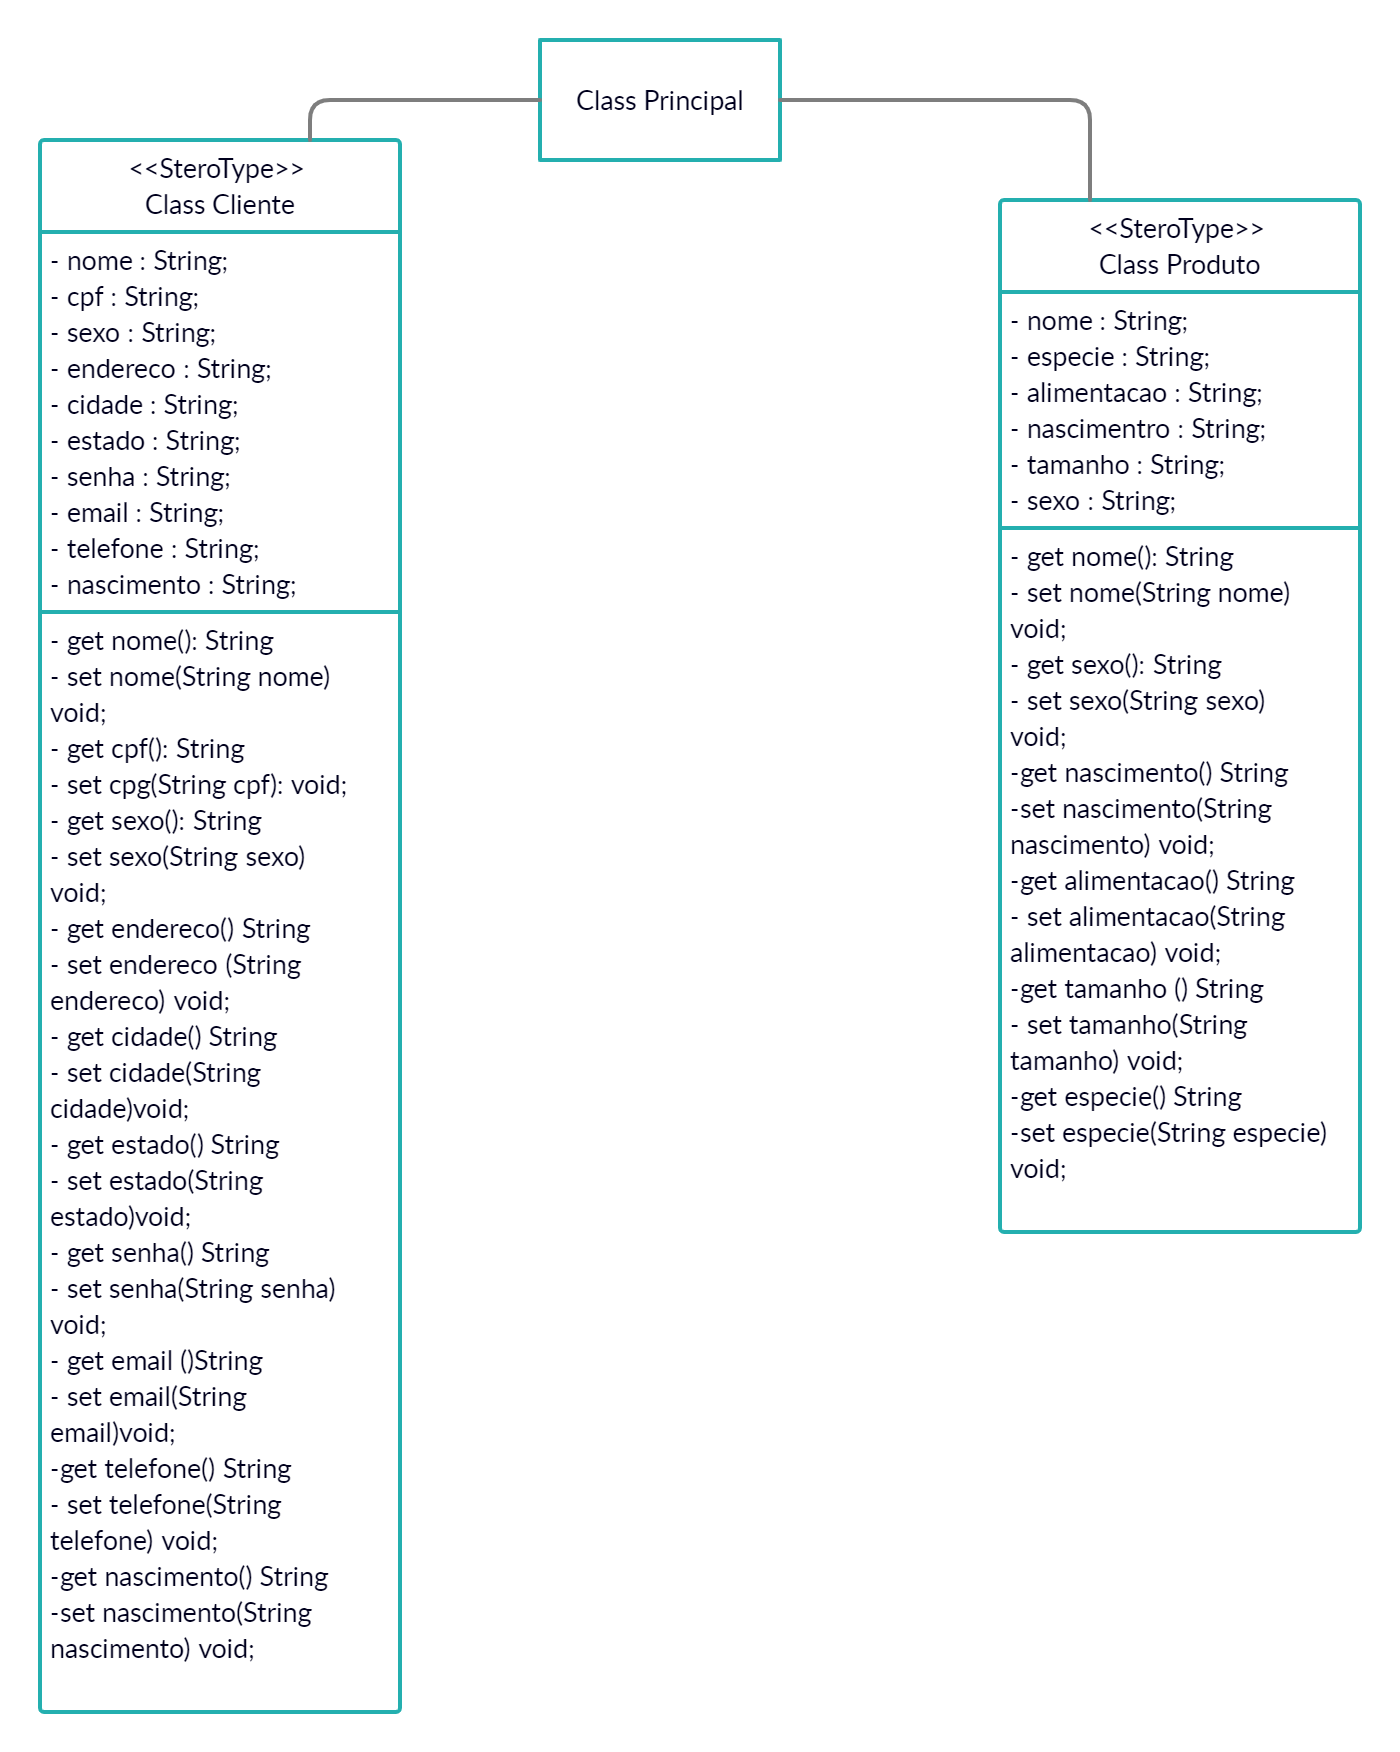 Class Principal
<<SteroType>>
Class Cliente
- nome : String;
- cpf : String;
- sexo : String;
- endereco : String;
- cidade : String;
- estado : String;
- senha : String;
- email : String;
- telefone : String;
- nascimento : String;
- get nome(): String
- set nome(String nome)
void;
- get cpf(): String
- set cpg(String cpf): void;
- get sexo(): String
- set sexo(String sexo)
void;
- get endereco() String
- set endereco (String
endereco) void;
- get cidade() String
- set cidade(String
cidade)void;
- get estado() String
- set estado(String
estado)void;
- get senha() String
- set senha(String senha)
void;
- get email ()String
- set email(String
email)void;
-get telefone() String
- set telefone(String
telefone) void;
-get nascimento() String
-set nascimento(String
nascimento) void;
<<SteroType>>
Class Produto
- nome : String;
- especie : String;
- alimentacao : String;
- nascimentro : String;
- tamanho : String;
- sexo : String;
- get nome(): String
- set nome(String nome)
void;
- get sexo(): String
- set sexo(String sexo)
void;
-get nascimento() String
-set nascimento(String
nascimento) void;
-get alimentacao() String
- set alimentacao(String
alimentacao) void;
-get tamanho () String
- set tamanho(String
tamanho) void;
-get especie() String
-set especie(String especie)
void;